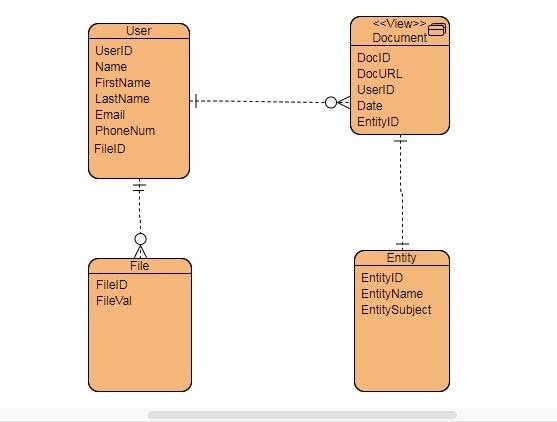 User
UserID
Name
FirstName
LastName
Email
PhoneNum
FileID
<<View>>
Document
DocID
DocURL
UserID
Date
EntityID
File
FileID
FileVal
Entity
EntityID
EntityName
EntitySubject